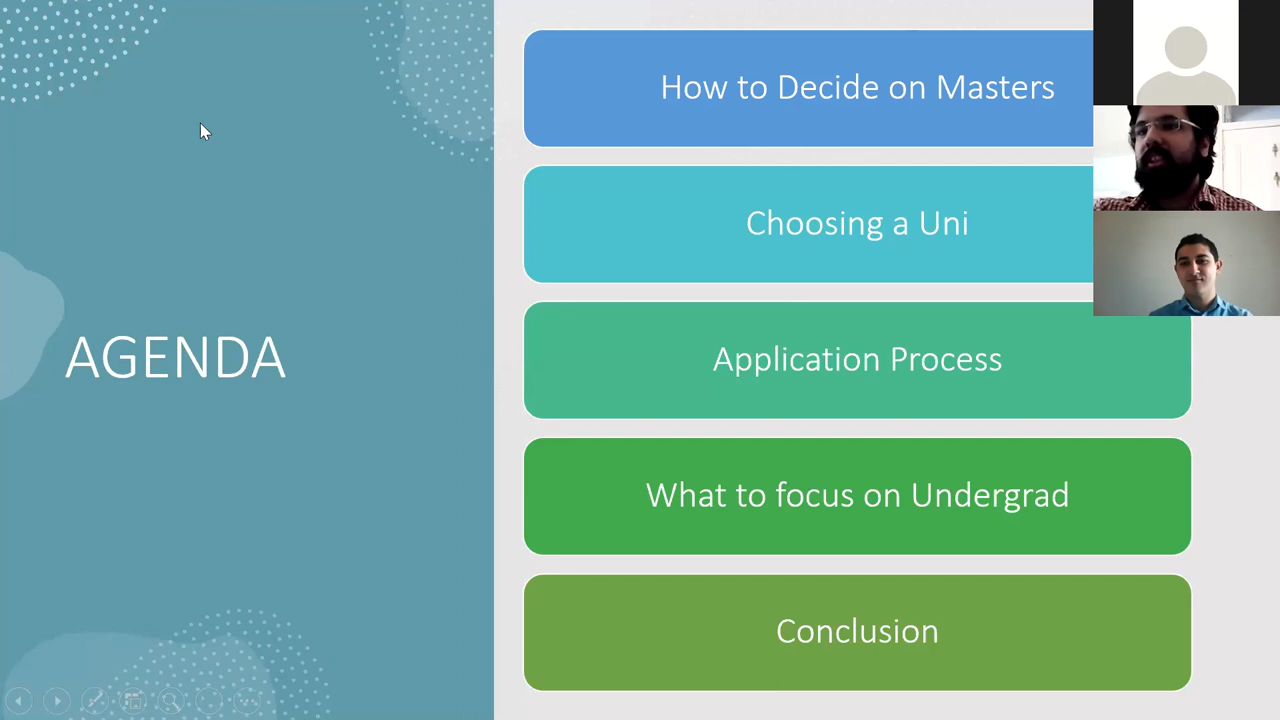 AGENDA
How to Decide on Masters
Choosing a Uni
Application Process
What to focus on Undergrad
Conclusion